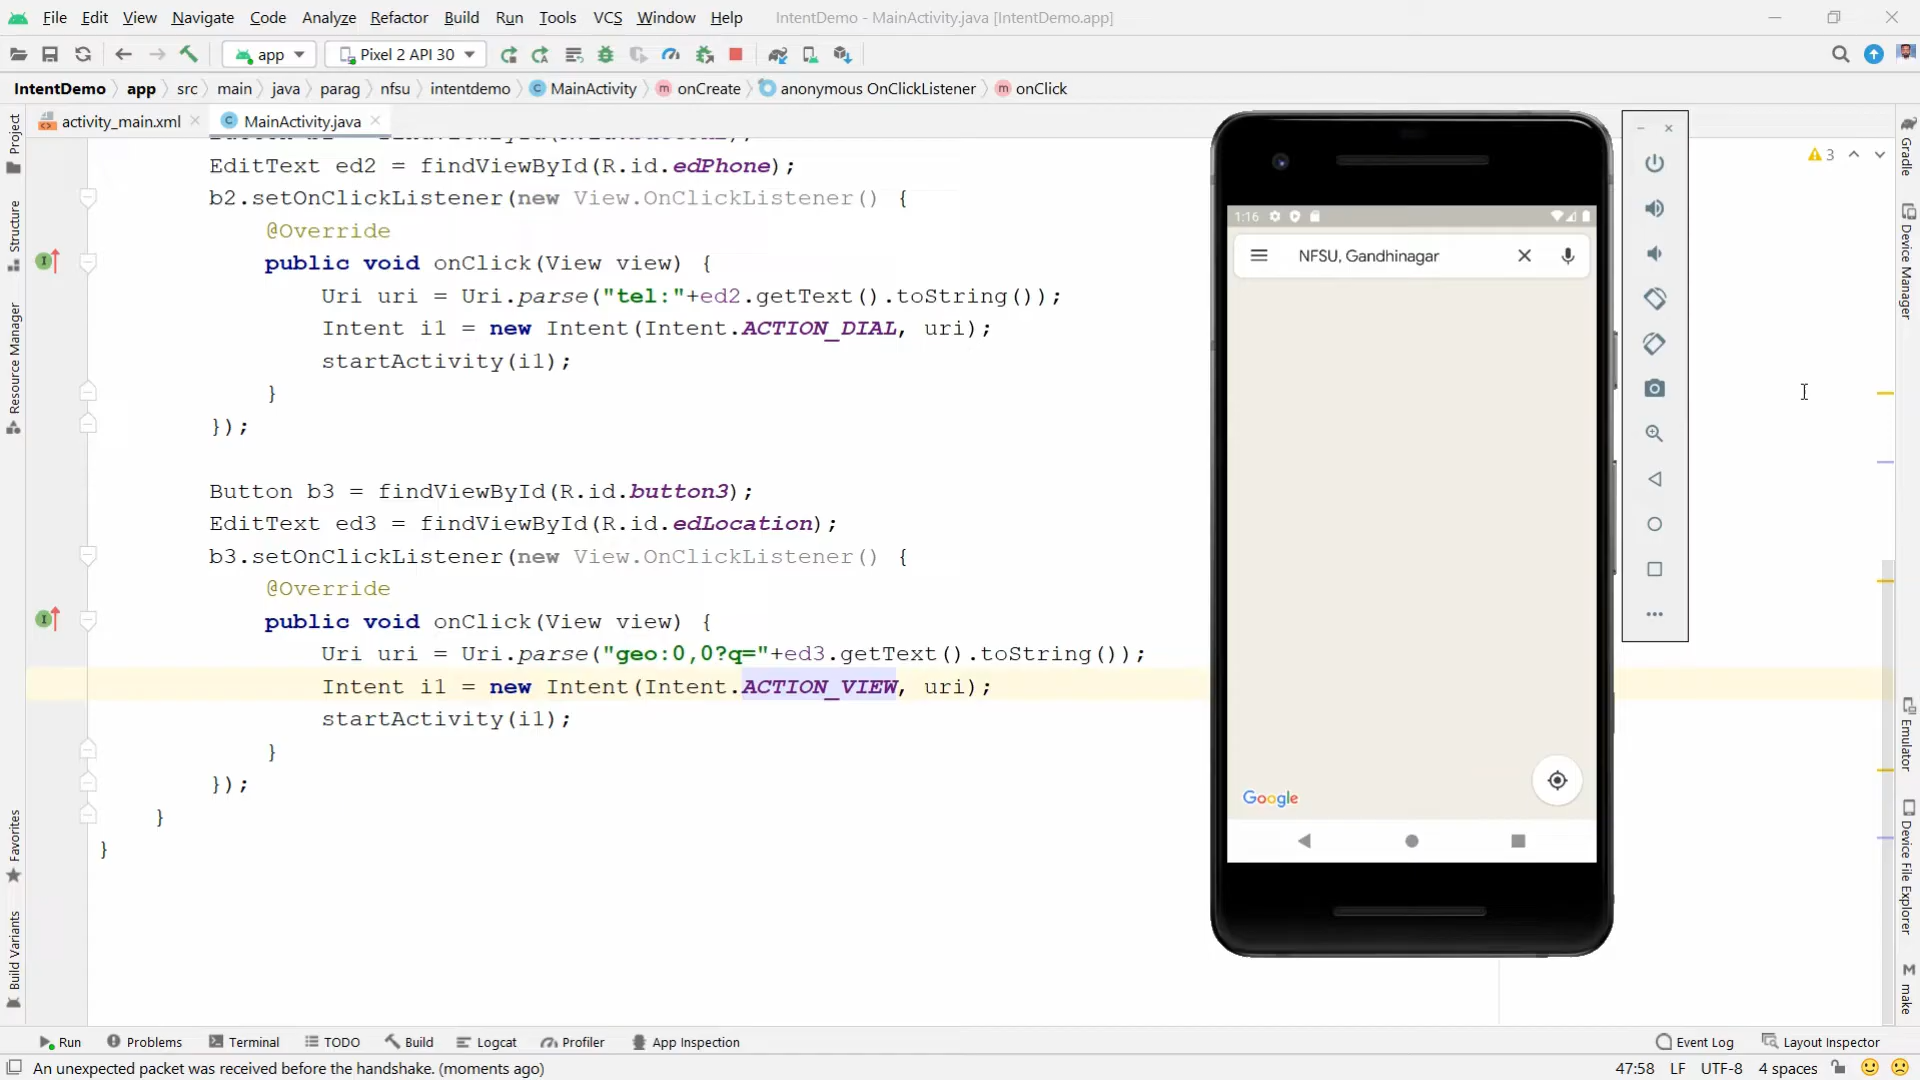 File Edit View Navigate Code Analyze Refactor Build Run Tools VCS Window Help IntentDemo - MainActivity.java [IntentDemo.app]
app Pixel 2 API 30
IntentDemo app src main java parag nfsu intentdemo MainActivity onCreate anonymous OnClickListener onClick
activity_main.xml MainActivity.java
3
EditText ed2 = findViewById(R.id.edPhone);
b2.setOnClickListener(new View.OnClickListener() {
@Override
public void onClick(View view) {
Uri uri = Uri.parse("tel:"+ed2.getText().toString());
Intent i1 = new Intent(Intent.ACTION_DIAL, uri);
startActivity(i1);
}
});
Button b3 = findViewById(R.id.button3);
EditText ed3 = findViewById(R.id.edLocation);
b3.setOnClickListener(new View.OnClickListener() {
@Override
public void onClick(View view) {
Uri uri = Uri.parse("geo:0,0?q="+ed3.getText().toString());
Intent i1 = new Intent(Intent.ACTION_VIEW, uri);
startActivity(i1);
}
});
}
}
1:16
NFSU, Gandhinagar
Google
Project
Structure
Resource Manager
Favorites
Build Variants
Gradle
Device Manager
Emulator
Device File Explorer
make
Run Problems Terminal TODO Build Logcat Profiler App Inspection Event Log Layout Inspector
An unexpected packet was received before the handshake. (moments ago) 47:58 LF UTF-8 4 spaces